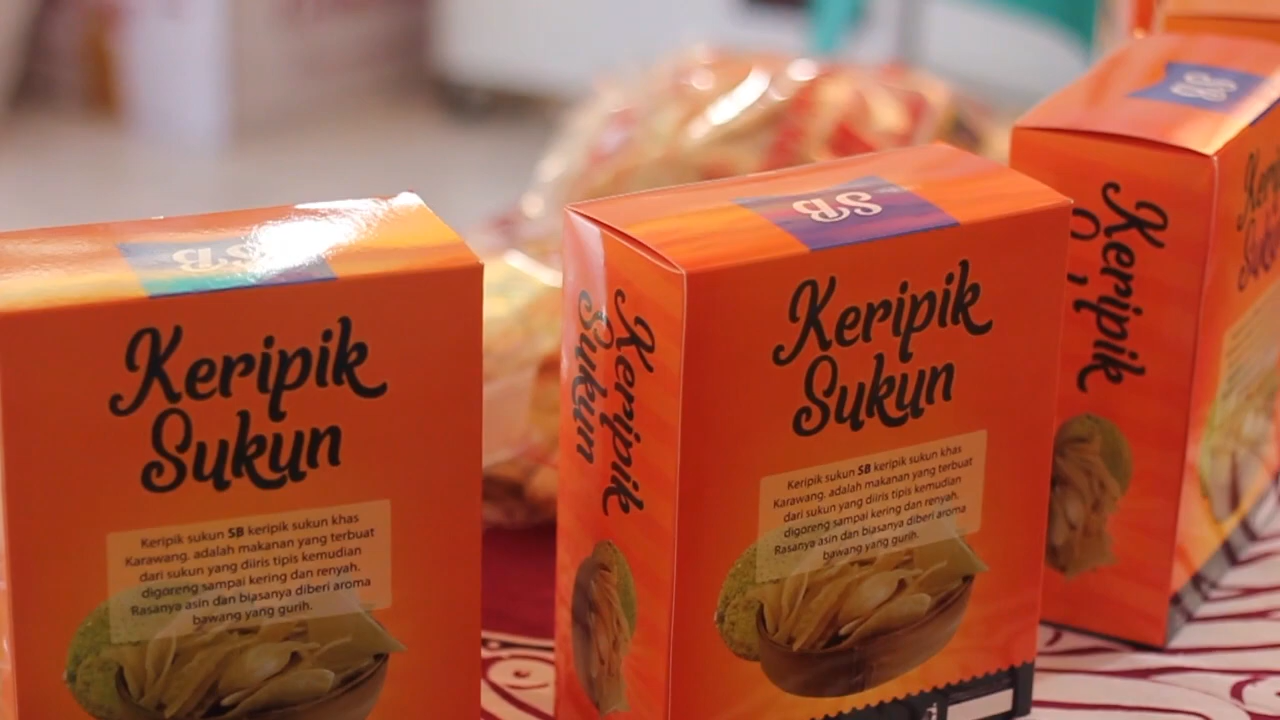 SB
Keripik
Sukun
Keripik sukun SB keripik sukun khas
Karawang. adalah makanan yang terbuat
dari sukun yang diiris tipis kemudian
digoreng sampai kering dan renyah.
Rasanya asin dan biasanya diberi aroma
bawang yang gurih.
SB
Keripik
Sukun
Keripik
Sukun
Keripik sukun SB keripik sukun khas
Karawang. adalah makanan yang terbuat
dari sukun yang diiris tipis kemudian
digoreng sampai kering dan renyah.
Rasanya asin dan biasanya diberi aroma
bawang yang gurih.
SB
Keripik